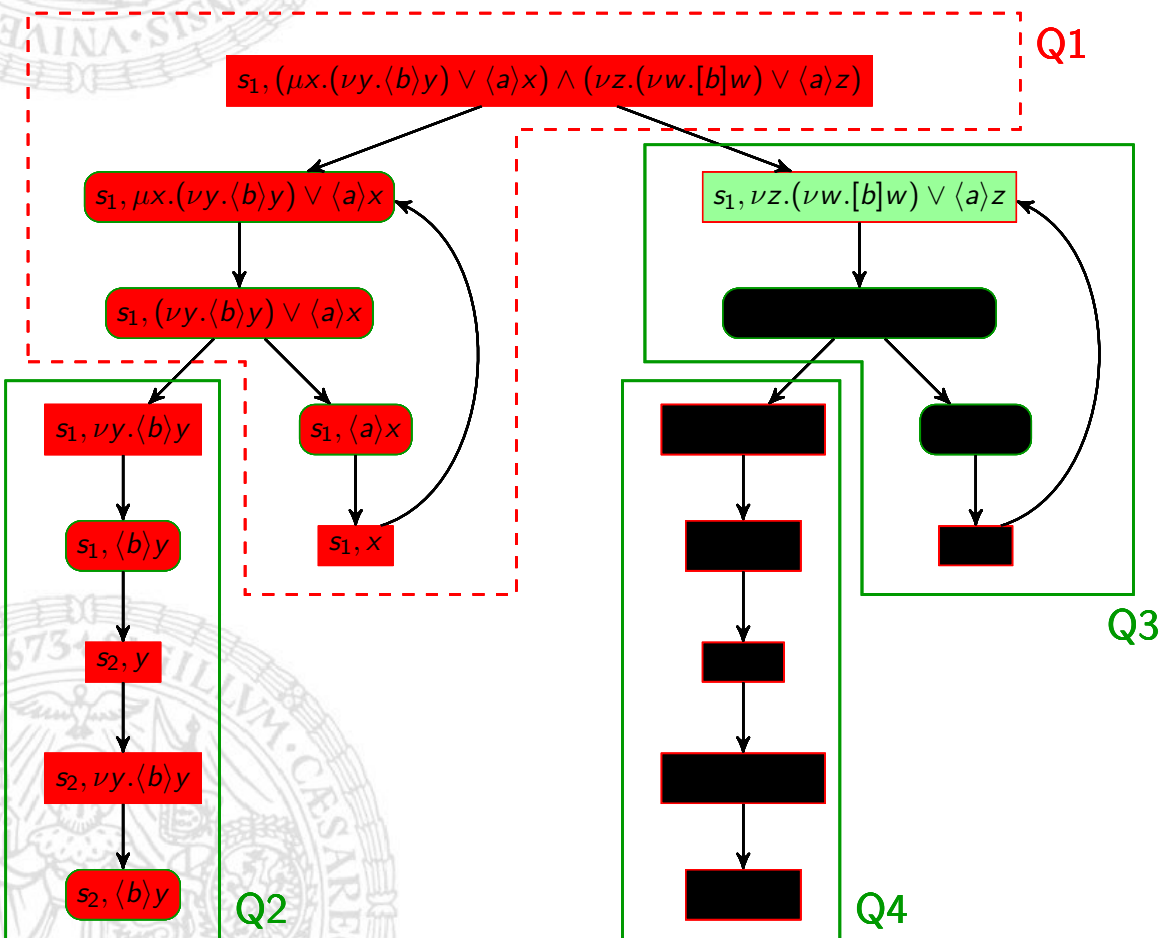 Q1
s₁, (μx.(νy.⟨b⟩y) ∨ ⟨a⟩x) ∧ (νz.(νw.[b]w) ∨ ⟨a⟩z)
s₁, μx.(νy.⟨b⟩y) ∨ ⟨a⟩x
s₁, νz.(νw.[b]w) ∨ ⟨a⟩z
s₁, (νy.⟨b⟩y) ∨ ⟨a⟩x
s₁, νy.⟨b⟩y
s₁, ⟨a⟩x
s₁, ⟨b⟩y
s₁, x
Q3
s₂, y
s₂, νy.⟨b⟩y
s₂, ⟨b⟩y
Q2
Q4